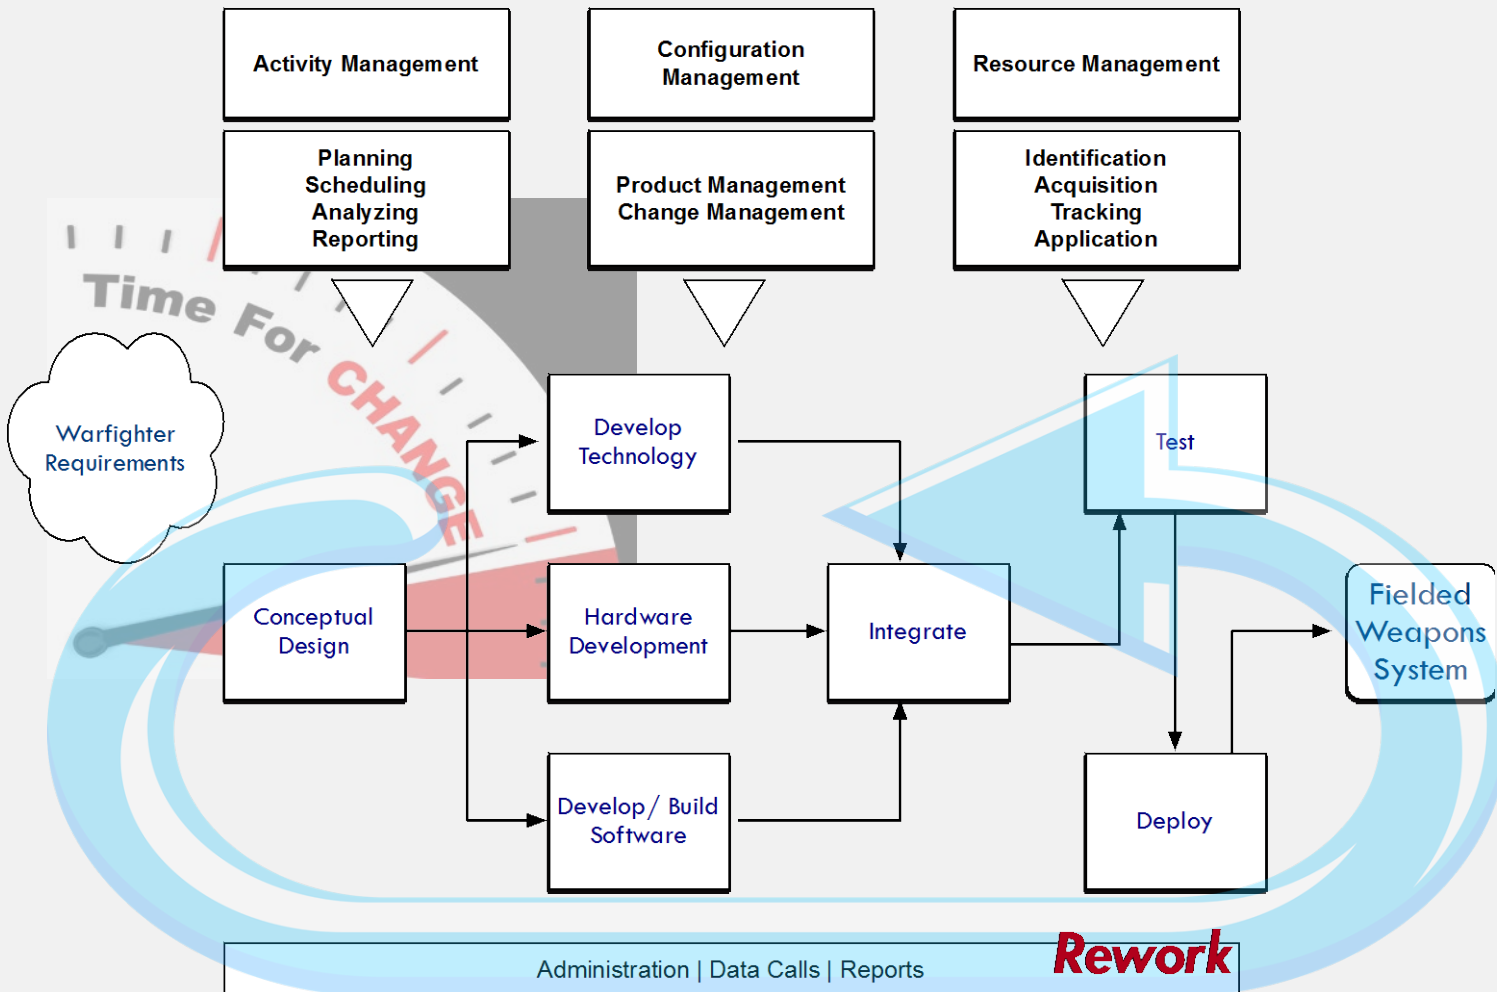 Activity Management
Configuration
Management
Resource Management
Planning
Scheduling
Analyzing
Reporting
Product Management
Change Management
Identification
Acquisition
Tracking
Application
Time For CHANGE
Warfighter
Requirements
Develop
Technology
Test
Conceptual
Design
Hardware
Development
Integrate
Fielded
Weapons
System
Develop/ Build
Software
Deploy
Rework
Administration | Data Calls | Reports